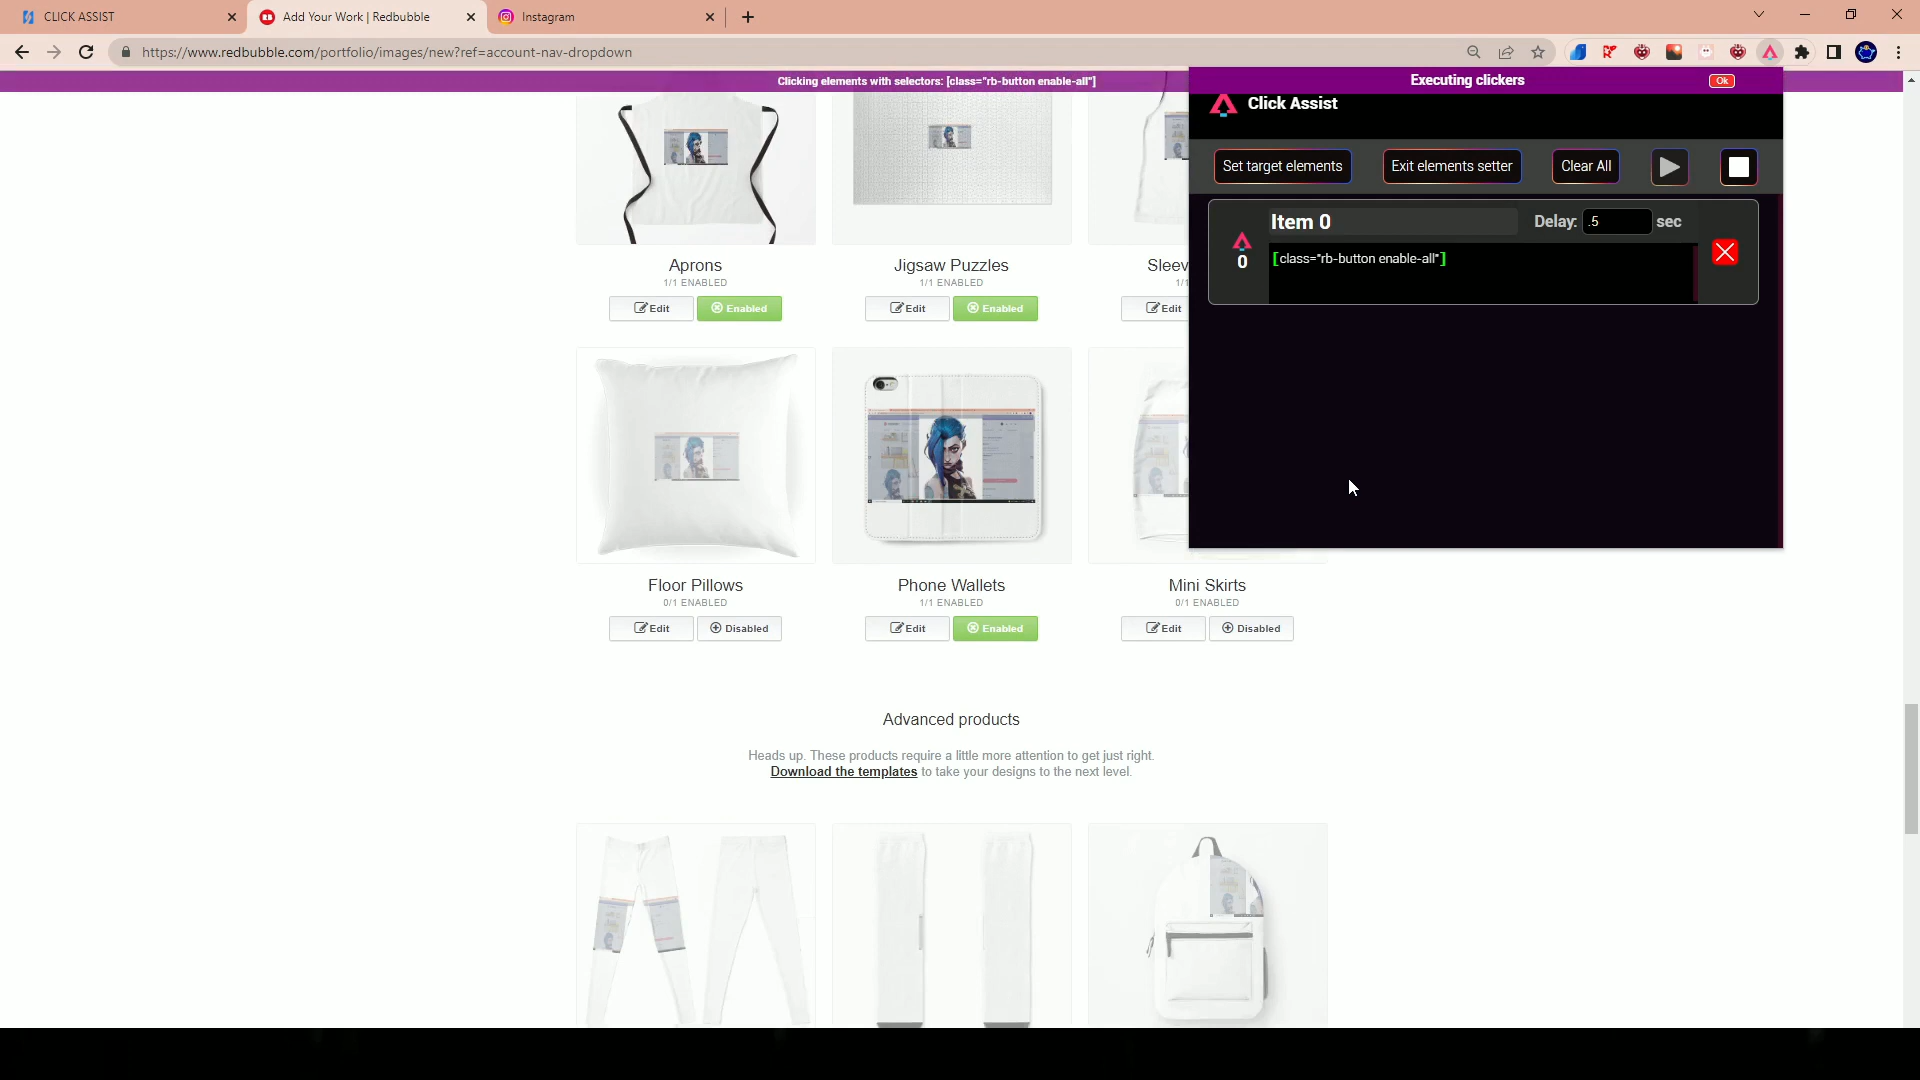 CLICK ASSIST
Add Your Work | Redbubble
Instagram
https://www.redbubble.com/portfolio/images/new?ref=account-nav-dropdown
Clicking elements with selectors: [class="rb-button enable-all"]
Executing clickers
Ok
Click Assist
Set target elements
Exit elements setter
Clear All
Item 0
Delay: .5 sec
0
[class="rb-button enable-all"]
Aprons
1/1 ENABLED
Edit
Enabled
Jigsaw Puzzles
1/1 ENABLED
Edit
Enabled
Sleev
1/1
Edit
Floor Pillows
0/1 ENABLED
Edit
Disabled
Phone Wallets
1/1 ENABLED
Edit
Enabled
Mini Skirts
0/1 ENABLED
Edit
Disabled
Advanced products
Heads up. These products require a little more attention to get just right.
Download the templates to take your designs to the next level.